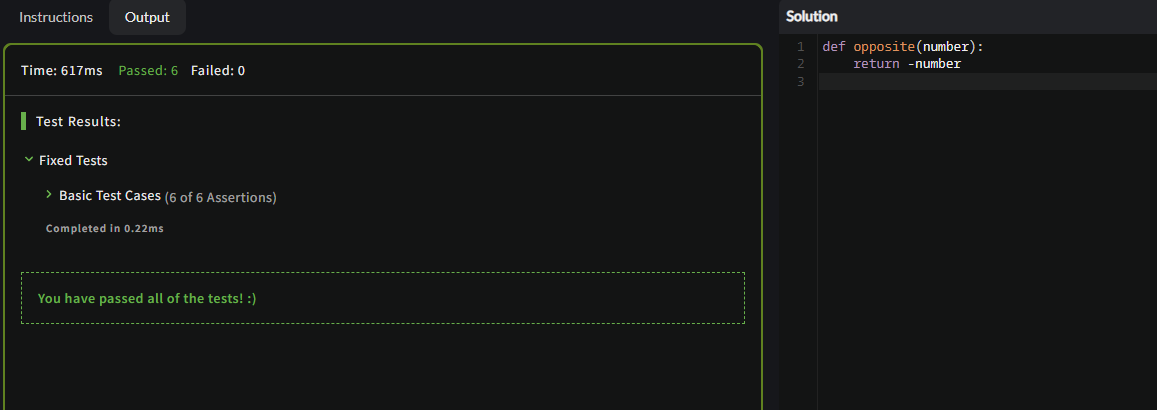 Instructions Output
Time: 617ms Passed: 6 Failed: 0
Test Results:
Fixed Tests
Basic Test Cases (6 of 6 Assertions)
Completed in 0.22ms
You have passed all of the tests! :)
Solution
1 def opposite(number):
2     return -number
3